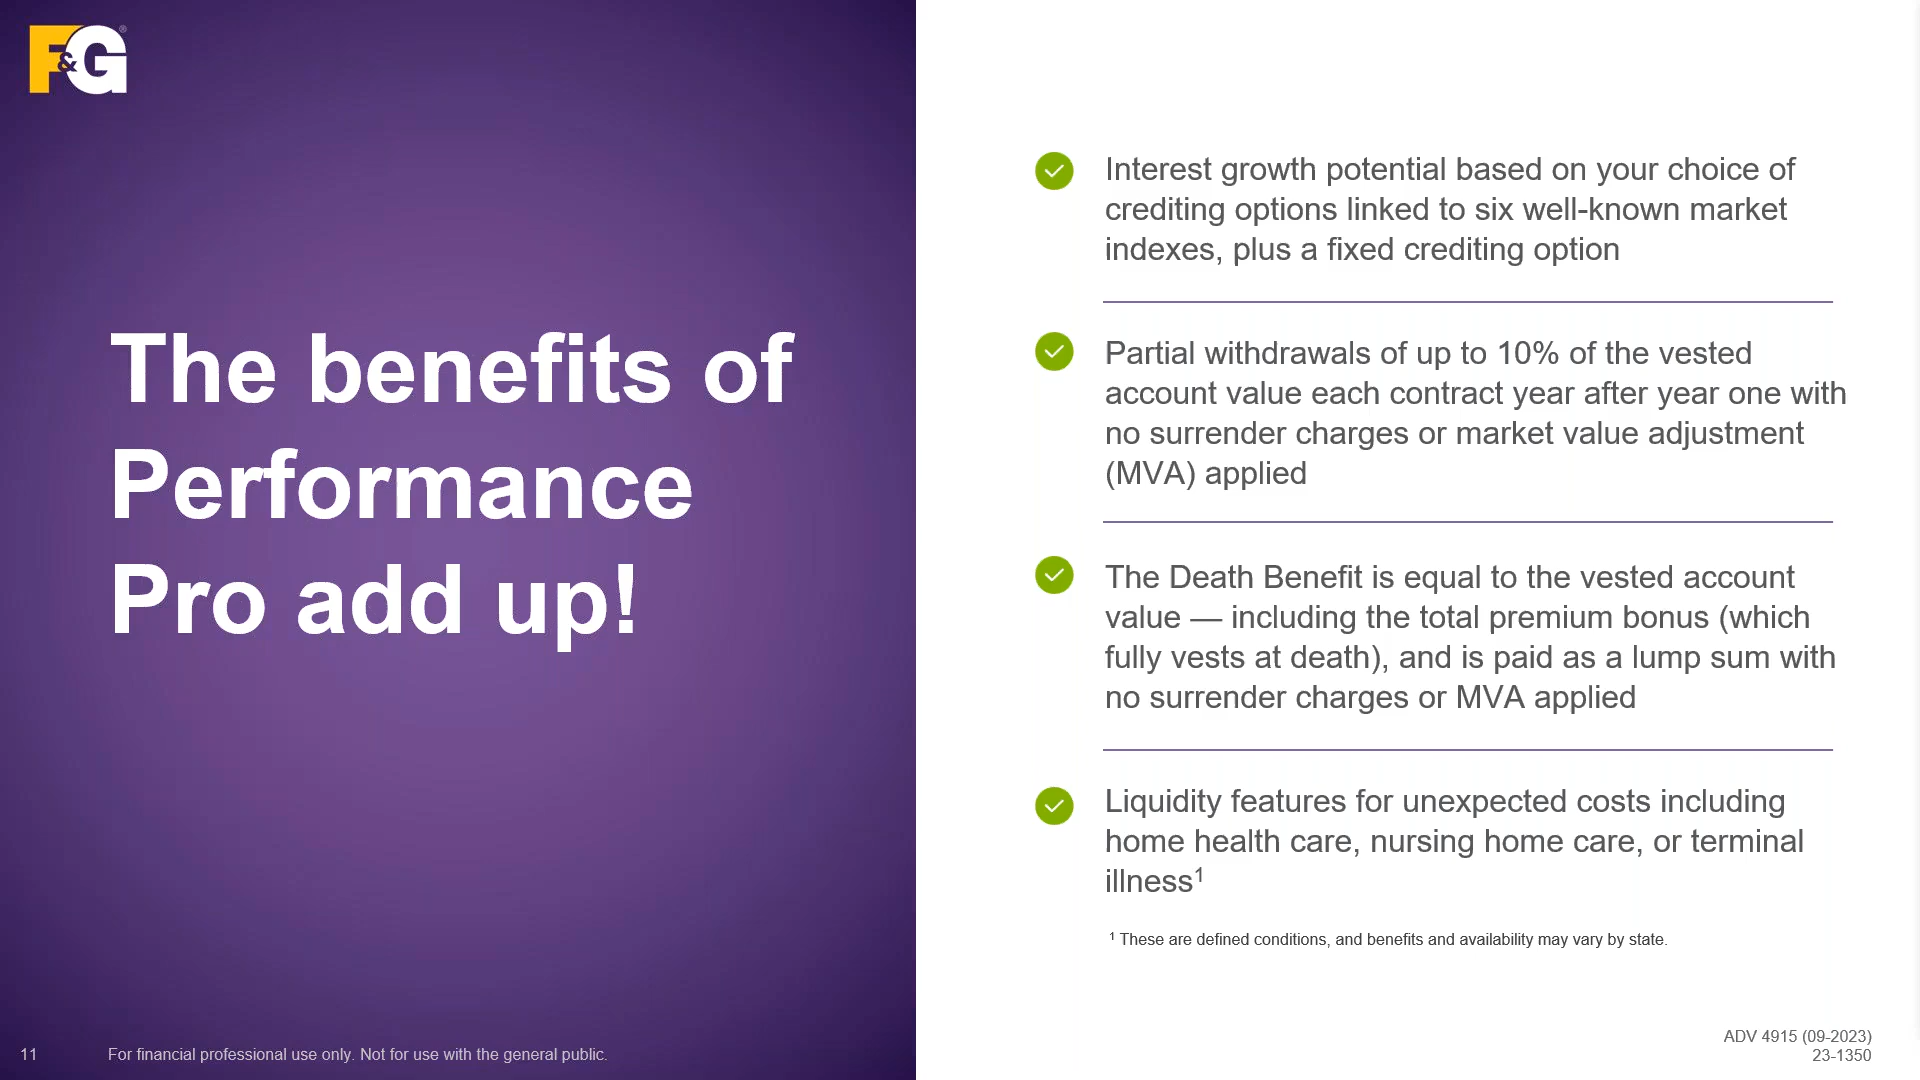 F&G®
The benefits of
Performance
Pro add up!
Interest growth potential based on your choice of
crediting options linked to six well-known market
indexes, plus a fixed crediting option
Partial withdrawals of up to 10% of the vested
account value each contract year after year one with
no surrender charges or market value adjustment
(MVA) applied
The Death Benefit is equal to the vested account
value — including the total premium bonus (which
fully vests at death), and is paid as a lump sum with
no surrender charges or MVA applied
Liquidity features for unexpected costs including
home health care, nursing home care, or terminal
illness¹
¹ These are defined conditions, and benefits and availability may vary by state.
11 For financial professional use only. Not for use with the general public.
ADV 4915 (09-2023)
23-1350